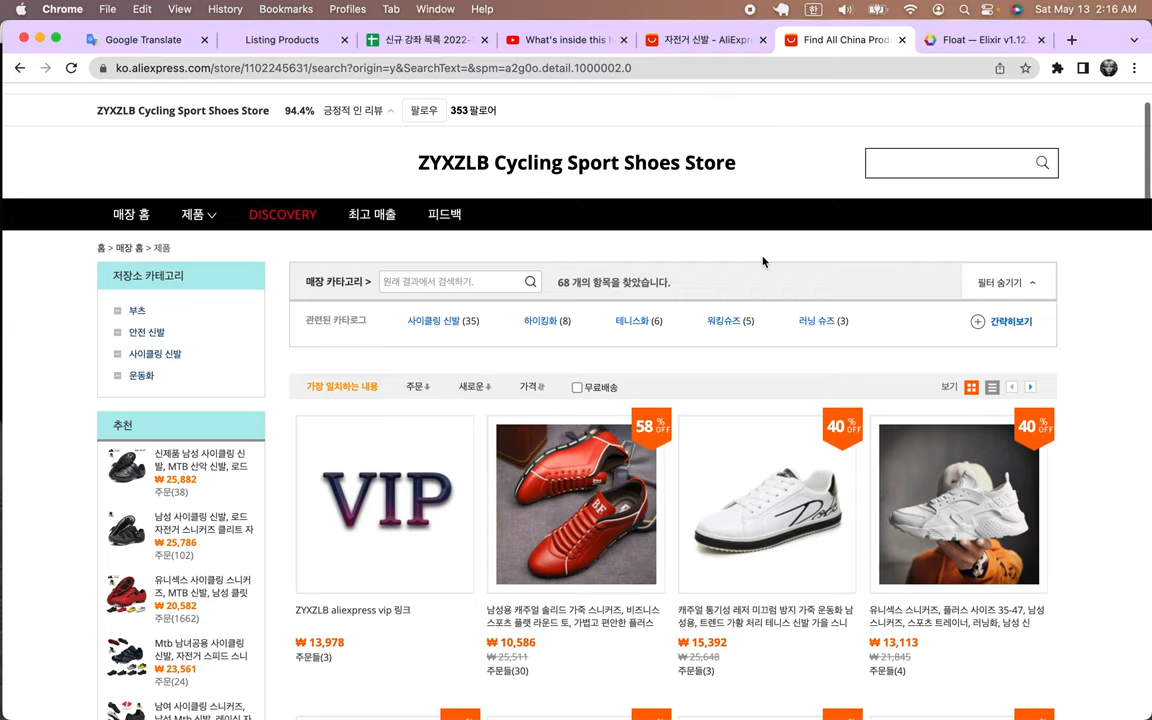 Chrome File Edit View History Bookmarks Profiles Tab Window Help 한 Sat May 13 2:16 AM
Google Translate Listing Products 신규 강좌 목록 2022- What's inside this h 자전거 신발 - AliExpr Find All China Prod Float — Elixir v1.12.
ko.aliexpress.com/store/1102245631/search?origin=y&SearchText=&spm=a2g0o.detail.1000002.0
ZYXZLB Cycling Sport Shoes Store 94.4% 긍정적 인 리뷰 팔로우 353 팔로어
ZYXZLB Cycling Sport Shoes Store
매장 홈 제품 DISCOVERY 최고 매출 피드백
홈 > 매장 홈 > 제품
저장소 카테고리
부츠
안전 신발
사이클링 신발
운동화
매장 카타고리 > 원래 결과에서 검색하기. 68 개의 항목을 찾았습니다. 필터 숨기기
관련된 카타로그 사이클링 신발 (35) 하이킹화 (8) 테니스화 (6) 워킹슈즈 (5) 러닝 슈즈 (3) 간략히보기
가장 일치하는 내용 주문 새로운 가격 무료배송 보기
추천
신제품 남성 사이클링 신
발, MTB 산악 신발, 로드
₩ 25,882
주문(38)
남성 사이클링 신발, 로드
자전거 스니커즈 클리트 자
₩ 25,786
주문(102)
유니섹스 사이클링 스니커
즈, MTB 신발, 남성 클릿
₩ 20,582
주문(1662)
Mtb 남녀공용 사이클링
신발, 자전거 스피드 스니
₩ 23,561
주문(24)
남여 사이클링 스니커즈,
VIP
ZYXZLB aliexpress vip 링크
₩ 13,978
주문들(3)
58 % OFF
BF
남성용 캐주얼 솔리드 가죽 스니커즈, 비즈니스
스포츠 플랫 라운드 토, 가볍고 편안한 플러스
₩ 10,586
₩ 25,511
주문들(30)
40 % OFF
캐주얼 통기성 레저 미끄럼 방지 가죽 운동화 남
성용, 트렌드 가황 처리 테니스 신발 가을 스니
₩ 15,392
₩ 25,648
주문들(3)
40 % OFF
유니섹스 스니커즈, 플러스 사이즈 35-47, 남성
스니커즈, 스포츠 트레이너, 러닝화, 남성 신
₩ 13,113
₩ 21,845
주문들(4)